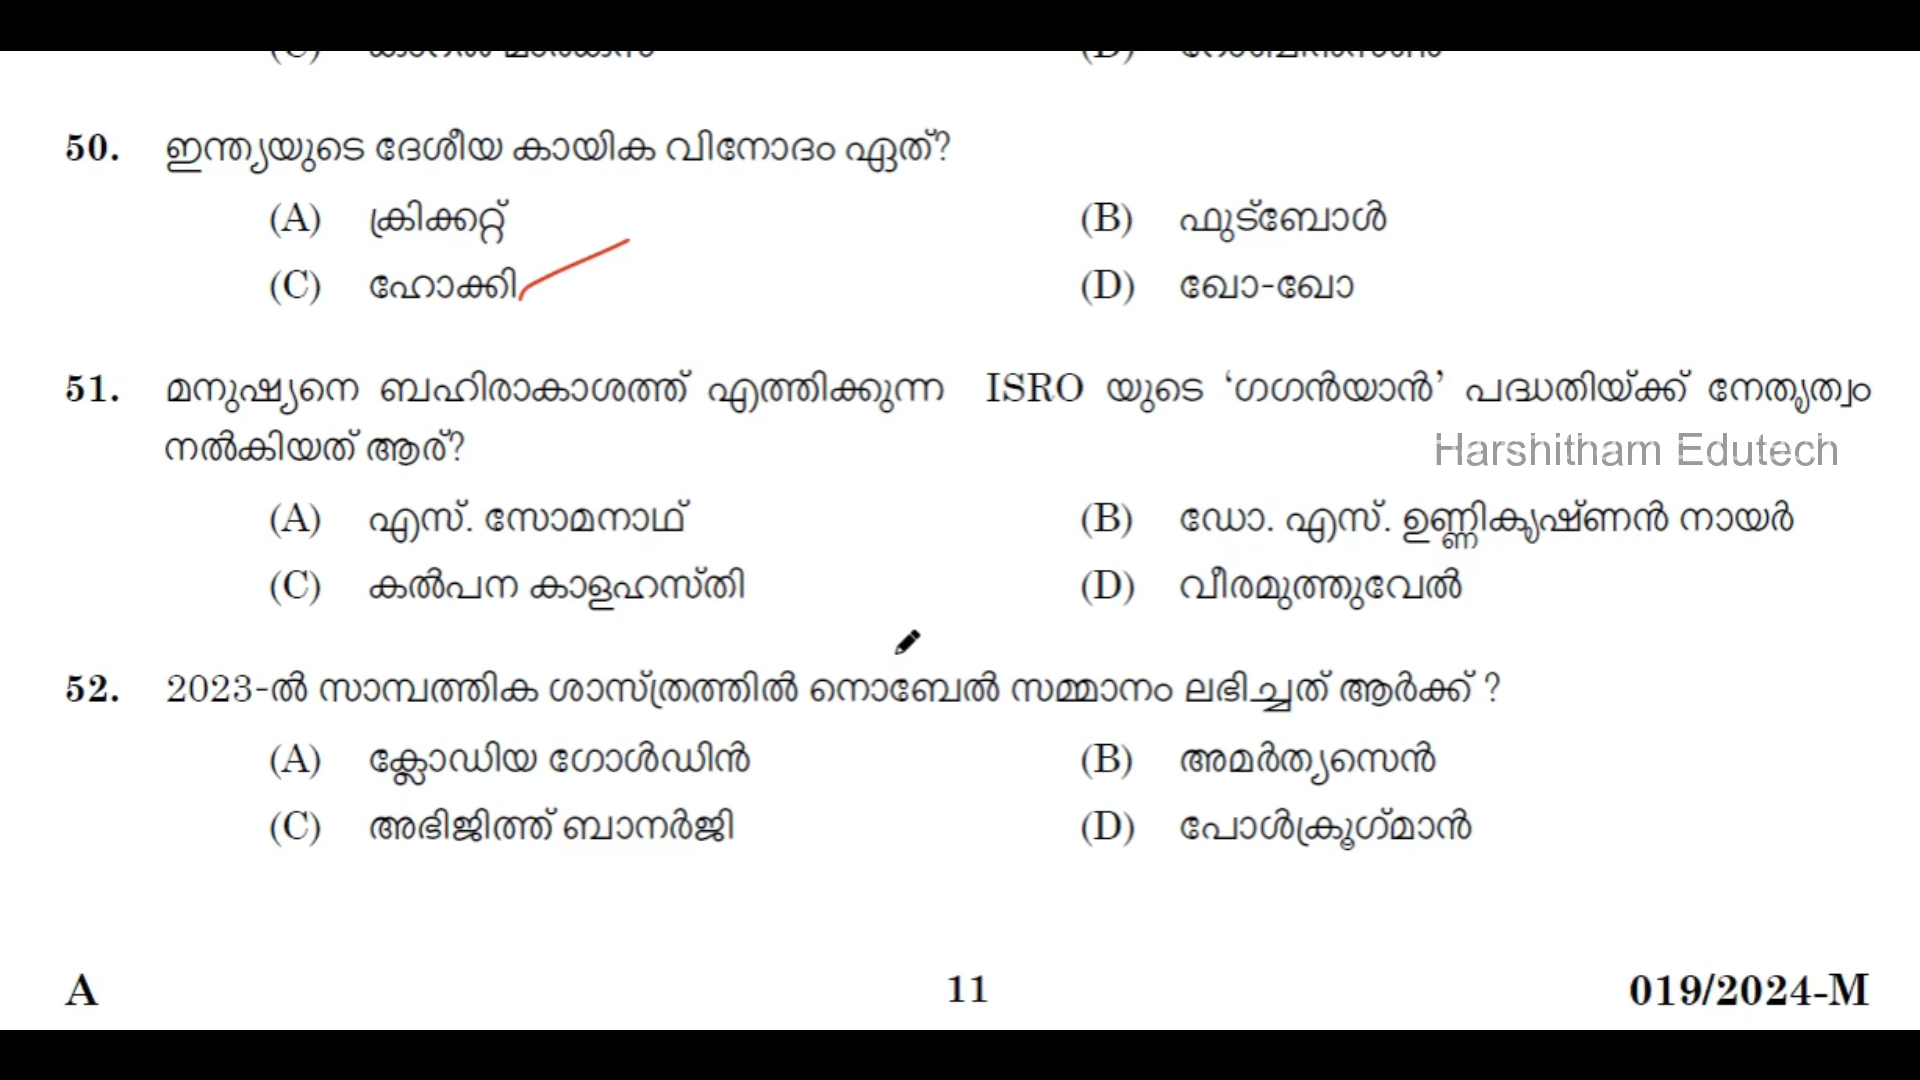 50. ഇന്ത്യയുടെ ദേശീയ കായിക വിനോദം ഏത്?
(A) ക്രിക്കറ്റ് (B) ഫുട്ബോൾ
(C) ഹോക്കി (D) ഖോ-ഖോ
51. മനുഷ്യനെ ബഹിരാകാശത്ത് എത്തിക്കുന്ന ISRO യുടെ ‘ഗഗൻയാൻ’ പദ്ധതിയ്ക്ക് നേതൃത്വം
നൽകിയത് ആര്?
Harshitham Edutech
(A) എസ്. സോമനാഥ് (B) ഡോ. എസ്. ഉണ്ണികൃഷ്ണൻ നായർ
(C) കൽപന കാളഹസ്തി (D) വീരമുത്തുവേൽ
52. 2023-ൽ സാമ്പത്തിക ശാസ്ത്രത്തിൽ നൊബേൽ സമ്മാനം ലഭിച്ചത് ആർക്ക് ?
(A) ക്ലോഡിയ ഗോൾഡിൻ (B) അമർത്യസെൻ
(C) അഭിജിത്ത് ബാനർജി (D) പോൾക്രൂഗ്മാൻ
A 11 019/2024-M